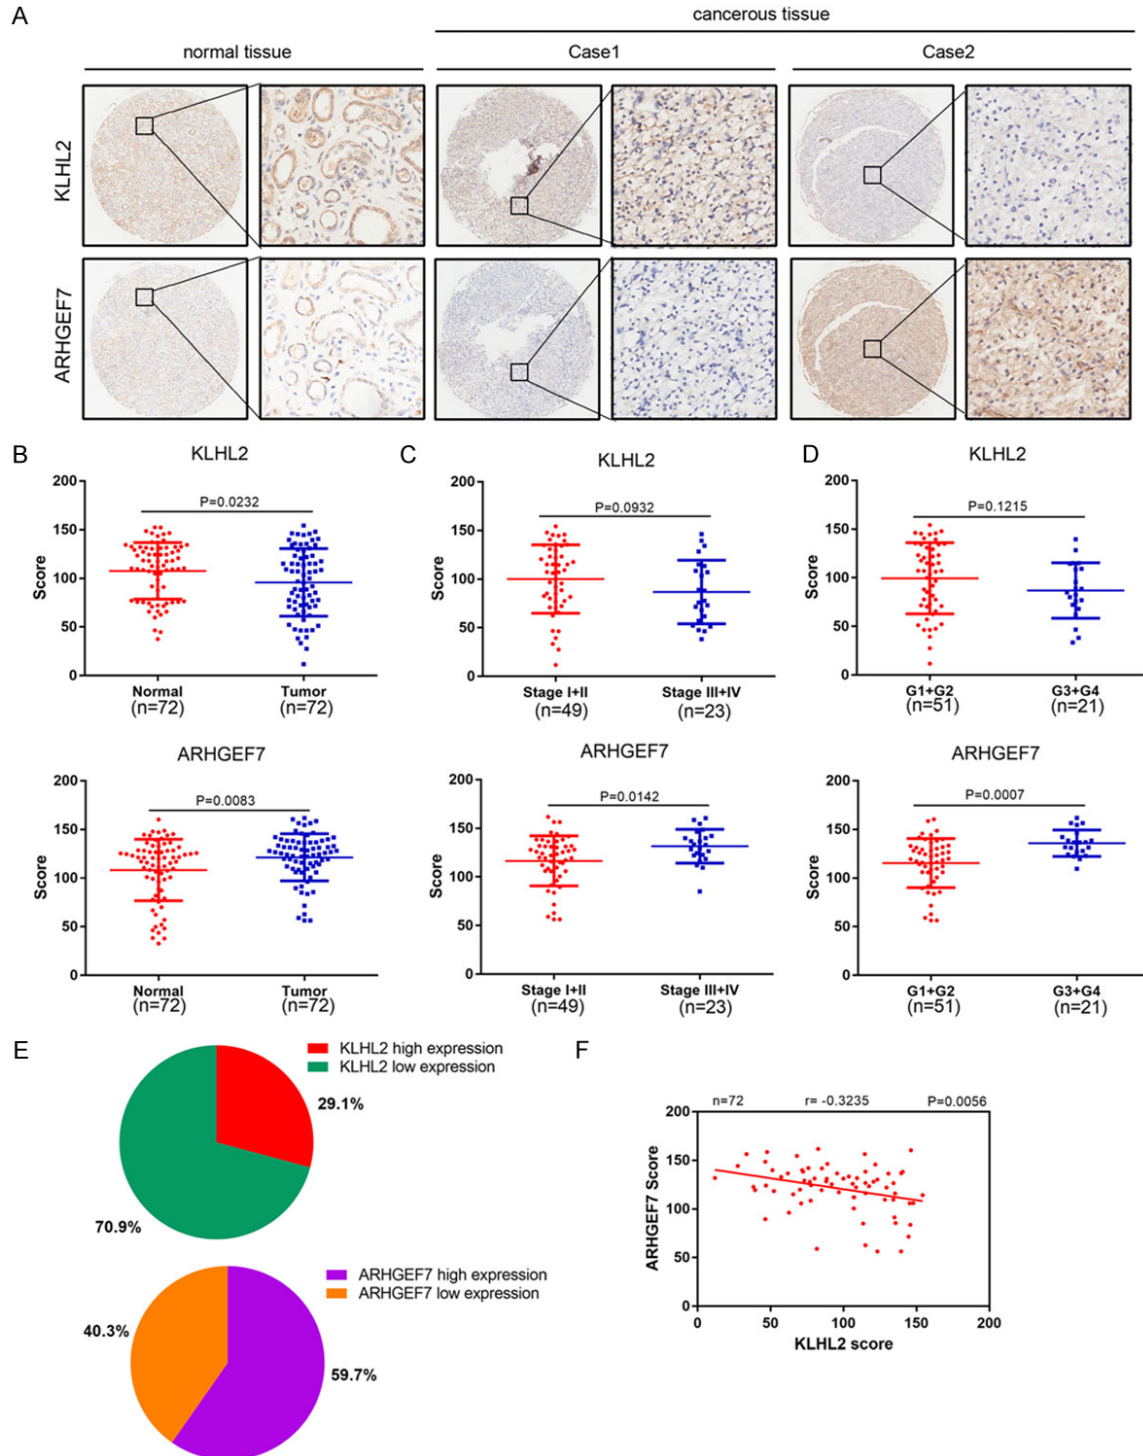 A
cancerous tissue
normal tissue
Case1
Case2
KLHL2
ARHGEF7
B
KLHL2
200
150
100
50
0
Score
P=0.0232
Normal
(n=72)
Tumor
(n=72)
ARHGEF7
200
150
100
50
0
Score
P=0.0083
Normal
(n=72)
Tumor
(n=72)
C
KLHL2
200
150
100
50
0
Score
P=0.0932
Stage I+II
(n=49)
Stage III+IV
(n=23)
ARHGEF7
200
150
100
50
0
Score
P=0.0142
Stage I+II
(n=49)
Stage III+IV
(n=23)
D
KLHL2
200
150
100
50
0
Score
P=0.1215
G1+G2
(n=51)
G3+G4
(n=21)
ARHGEF7
200
150
100
50
0
Score
P=0.0007
G1+G2
(n=51)
G3+G4
(n=21)
E
KLHL2 high expression
KLHL2 low expression
29.1%
70.9%
ARHGEF7 high expression
ARHGEF7 low expression
40.3%
59.7%
F
n=72 r= -0.3235 P=0.0056
200
150
100
50
0
ARHGEF7 Score
0 50 100 150 200
KLHL2 score